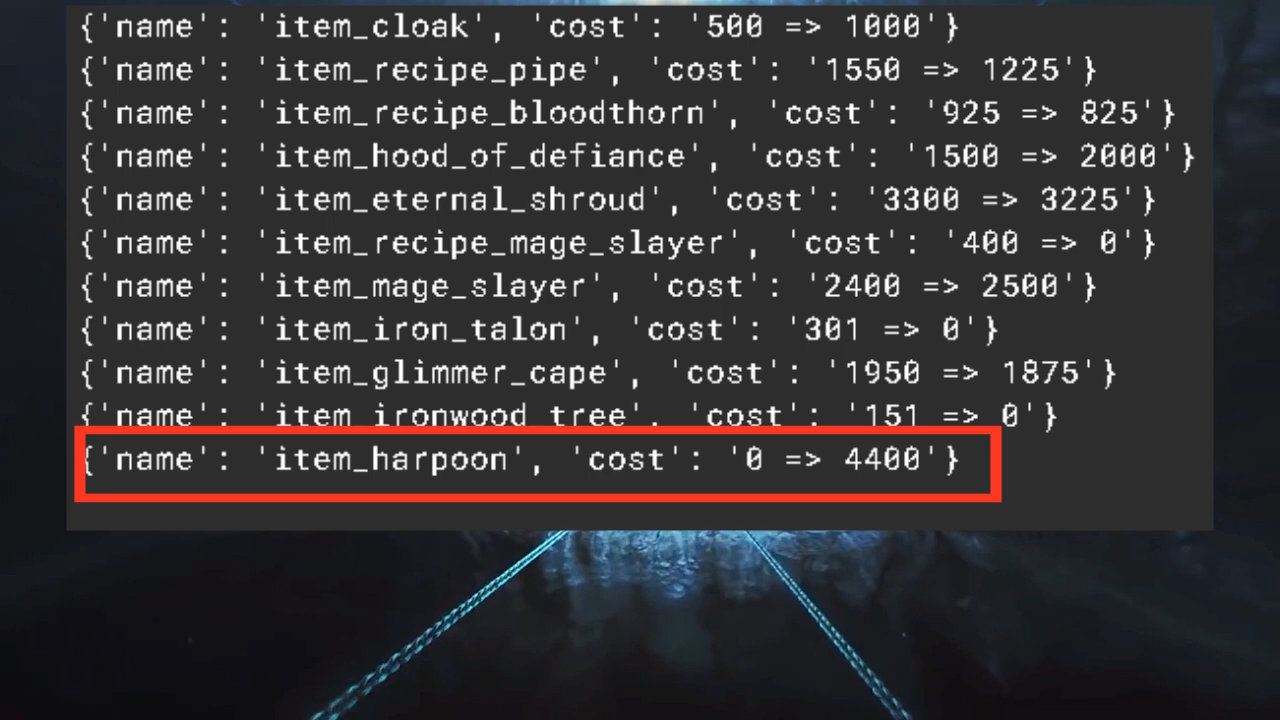 {'name': 'item_cloak', 'cost': '500 => 1000'}
{'name': 'item_recipe_pipe', 'cost': '1550 => 1225'}
{'name': 'item_recipe_bloodthorn', 'cost': '925 => 825'}
{'name': 'item_hood_of_defiance', 'cost': '1500 => 2000'}
{'name': 'item_eternal_shroud', 'cost': '3300 => 3225'}
{'name': 'item_recipe_mage_slayer', 'cost': '400 => 0'}
{'name': 'item_mage_slayer', 'cost': '2400 => 2500'}
{'name': 'item_iron_talon', 'cost': '301 => 0'}
{'name': 'item_glimmer_cape', 'cost': '1950 => 1875'}
{'name': 'item_ironwood_tree', 'cost': '151 => 0'}
{'name': 'item_harpoon', 'cost': '0 => 4400'}